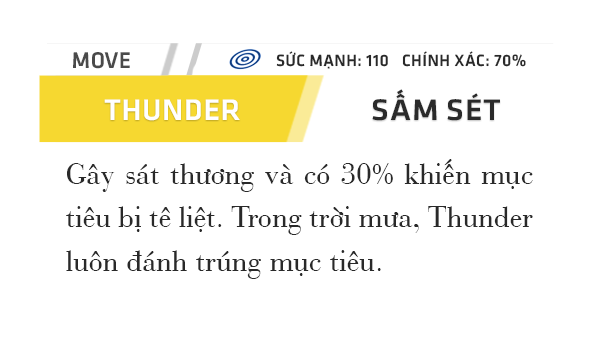 MOVE SỨC MẠNH: 110 CHÍNH XÁC: 70%
THUNDER SẤM SÉT
Gây sát thương và có 30% khiến mục
tiêu bị tê liệt. Trong trời mưa, Thunder
luôn đánh trúng mục tiêu.